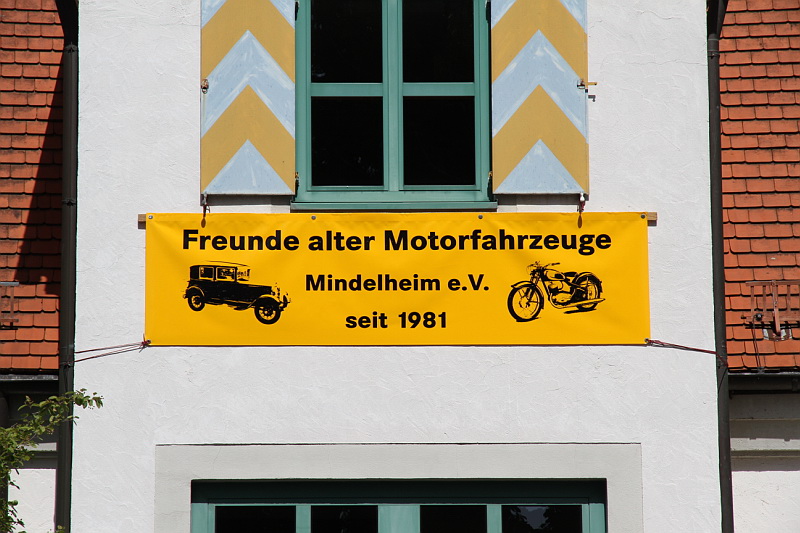 Freunde alter Motorfahrzeuge
Mindelheim e.V.
seit 1981